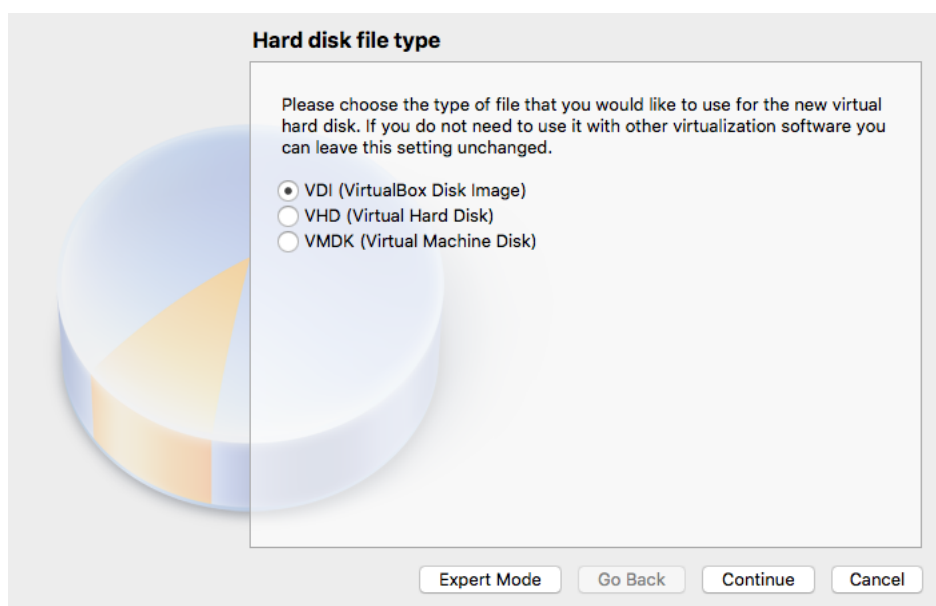 Hard disk file type
Please choose the type of file that you would like to use for the new virtual
hard disk. If you do not need to use it with other virtualization software you
can leave this setting unchanged.
VDI (VirtualBox Disk Image)
VHD (Virtual Hard Disk)
VMDK (Virtual Machine Disk)
Expert Mode Go Back Continue Cancel